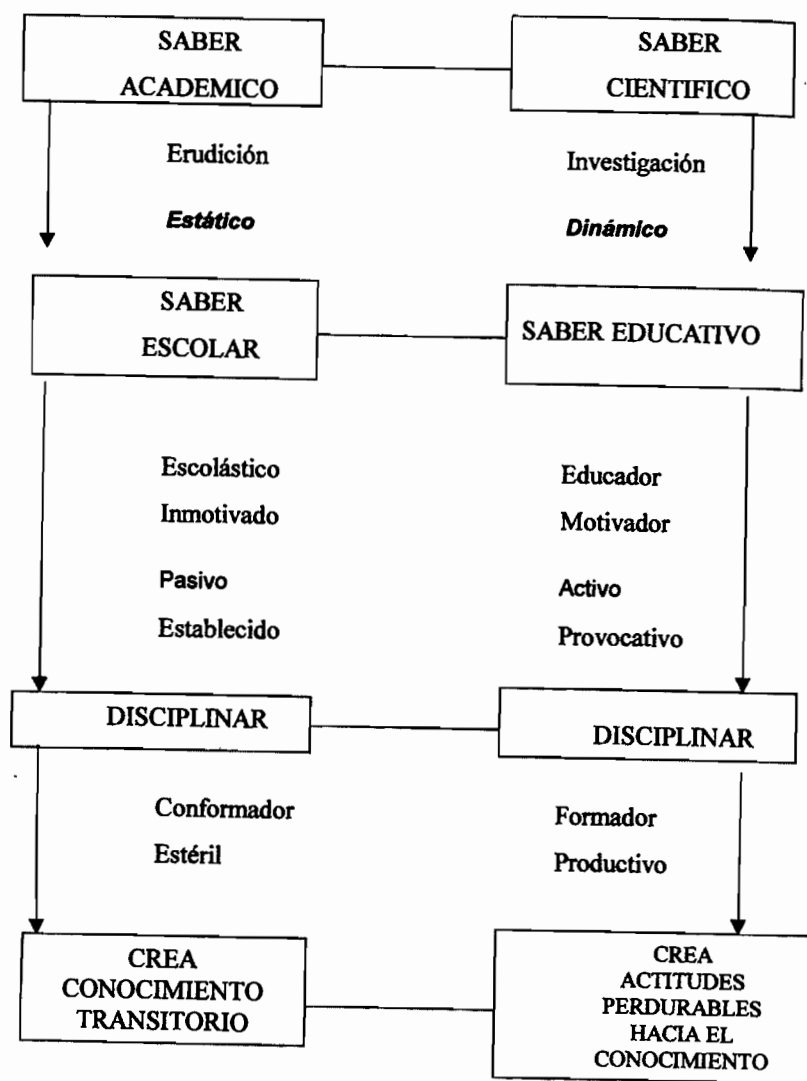 SABER
ACADEMICO
SABER
CIENTIFICO
Erudición
Estático
Investigación
Dinámico
SABER
ESCOLAR
SABER EDUCATIVO
Escolástico
Inmotivado
Pasivo
Establecido
Educador
Motivador
Activo
Provocativo
DISCIPLINAR
DISCIPLINAR
Conformador
Estéril
Formador
Productivo
CREA
CONOCIMIENTO
TRANSITORIO
CREA
ACTITUDES
PERDURABLES
HACIA EL
CONOCIMIENTO